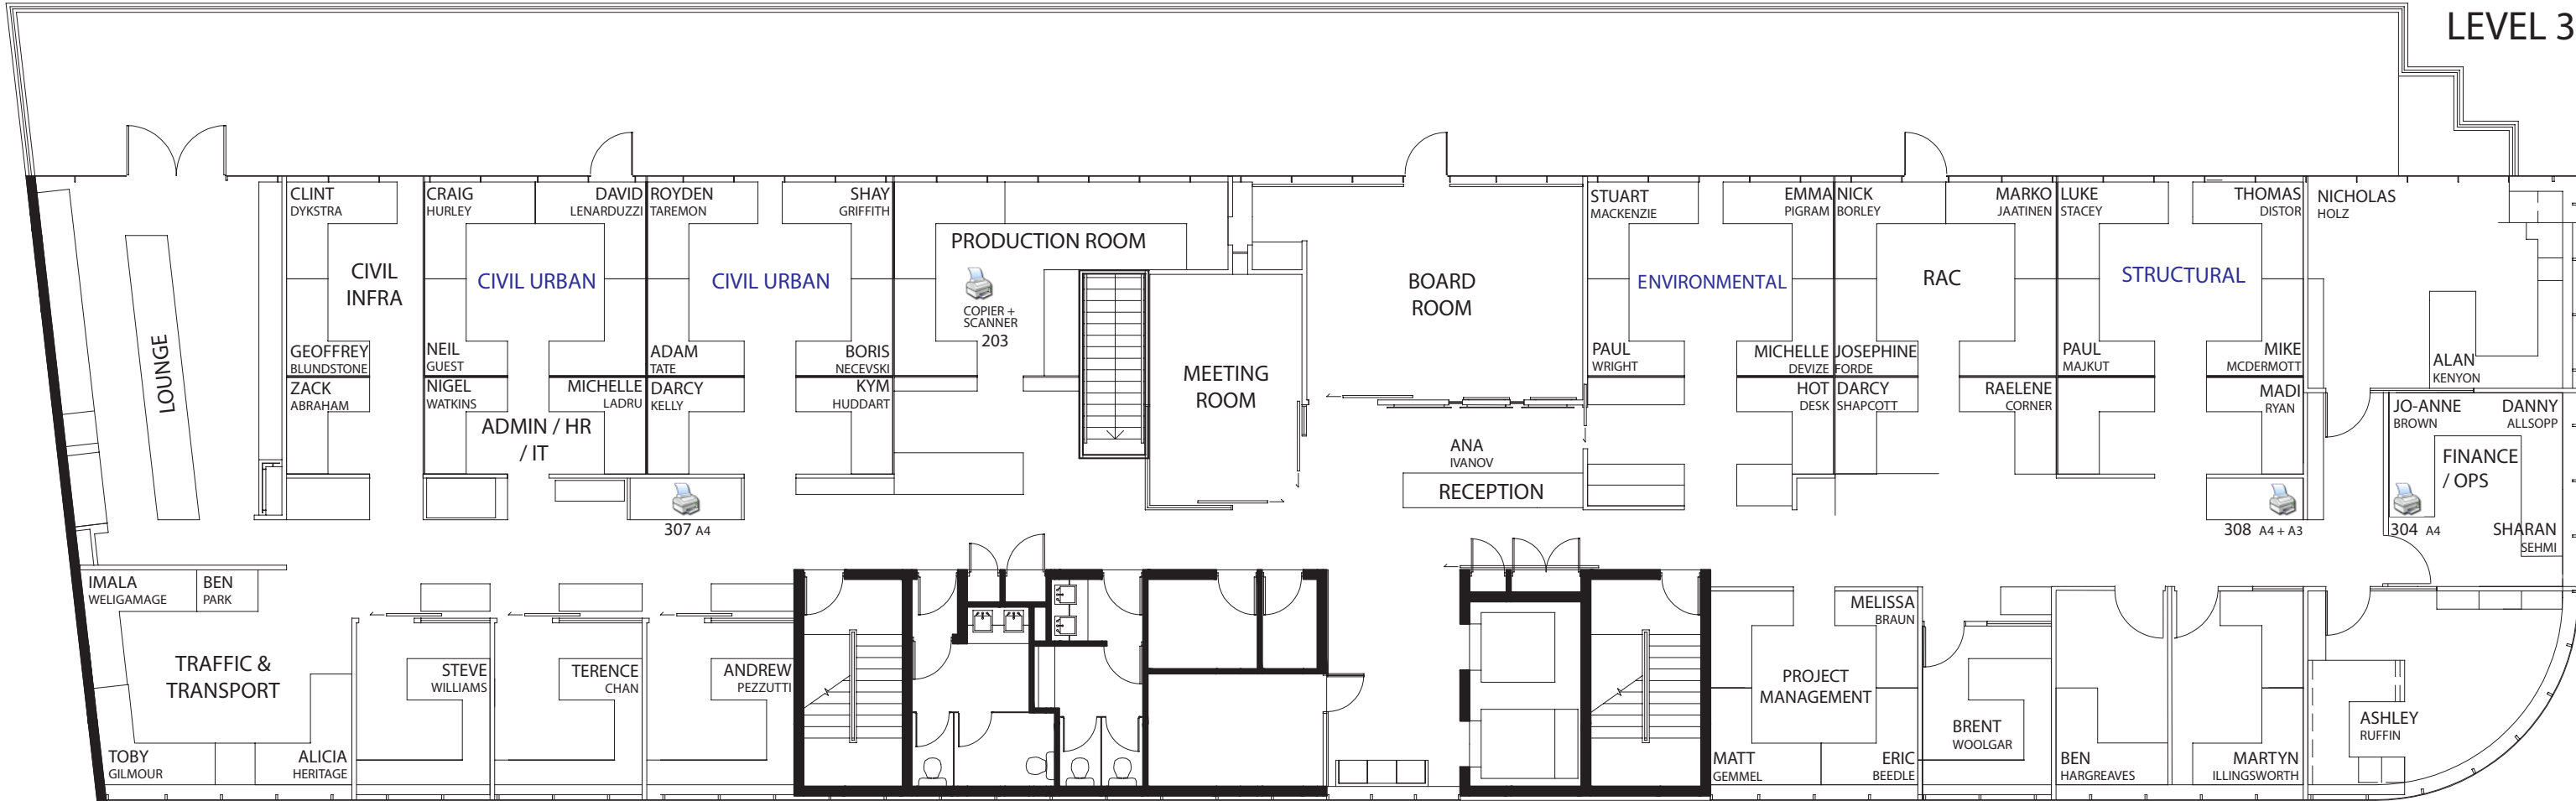 LEVEL 3
CLINT
DYKSTRA
CRAIG
HURLEY
DAVID
LENARDUZZI
ROYDEN
TAREMON
SHAY
GRIFFITH
STUART
MACKENZIE
EMMA
PIGRAM
NICK
BORLEY
MARKO
JAATINEN
LUKE
STACEY
THOMAS
DISTOR
NICHOLAS
HOLZ
LOUNGE
CIVIL
INFRA
CIVIL URBAN
CIVIL URBAN
PRODUCTION ROOM
COPIER +
SCANNER
203
BOARD
ROOM
ENVIRONMENTAL
RAC
STRUCTURAL
GEOFFREY
BLUNDSTONE
NEIL
GUEST
ADAM
TATE
BORIS
NECEVSKI
PAUL
WRIGHT
MICHELLE
DEVIZE
JOSEPHINE
FORDE
PAUL
MAJKUT
MIKE
MCDERMOTT
ALAN
KENYON
ZACK
ABRAHAM
NIGEL
WATKINS
MICHELLE
LADRU
DARCY
KELLY
KYM
HUDDART
MEETING
ROOM
HOT
DESK
DARCY
SHAPCOTT
RAELENE
CORNER
MADI
RYAN
JO-ANNE
BROWN
DANNY
ALLSOPP
ADMIN / HR
/ IT
ANA
IVANOV
RECEPTION
FINANCE
/ OPS
307 A4
308 A4 + A3
304 A4
SHARAN
SEHMI
IMALA
WELIGAMAGE
BEN
PARK
MELISSA
BRAUN
TRAFFIC &
TRANSPORT
STEVE
WILLIAMS
TERENCE
CHAN
ANDREW
PEZZUTTI
PROJECT
MANAGEMENT
BRENT
WOOLGAR
ASHLEY
RUFFIN
TOBY
GILMOUR
ALICIA
HERITAGE
MATT
GEMMEL
ERIC
BEEDLE
BEN
HARGREAVES
MARTYN
ILLINGSWORTH